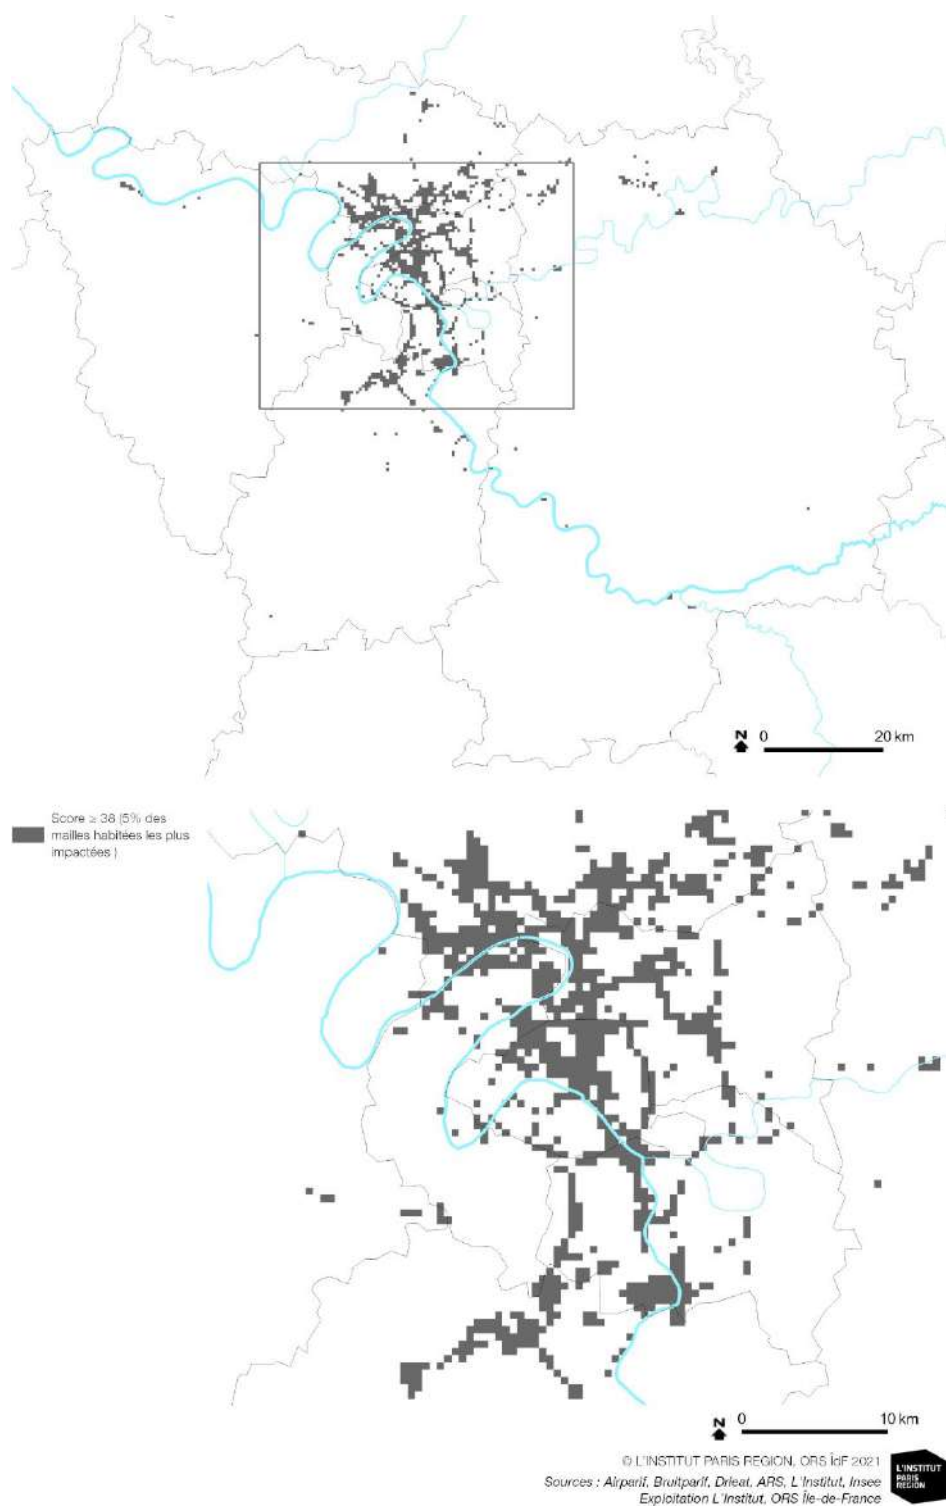 N 0 20 km
Score ≥ 38 (5% des
mailles habitées les plus
impactées )
N 0 10 km
© L'INSTITUT PARIS REGION, ORS ÎdF 2021
Sources : Airparif, Bruitparif, Drieat, ARS, L'Institut, Insee
Exploitation L'Institut, ORS Île-de-France
L'INSTITUT
PARIS
REGION